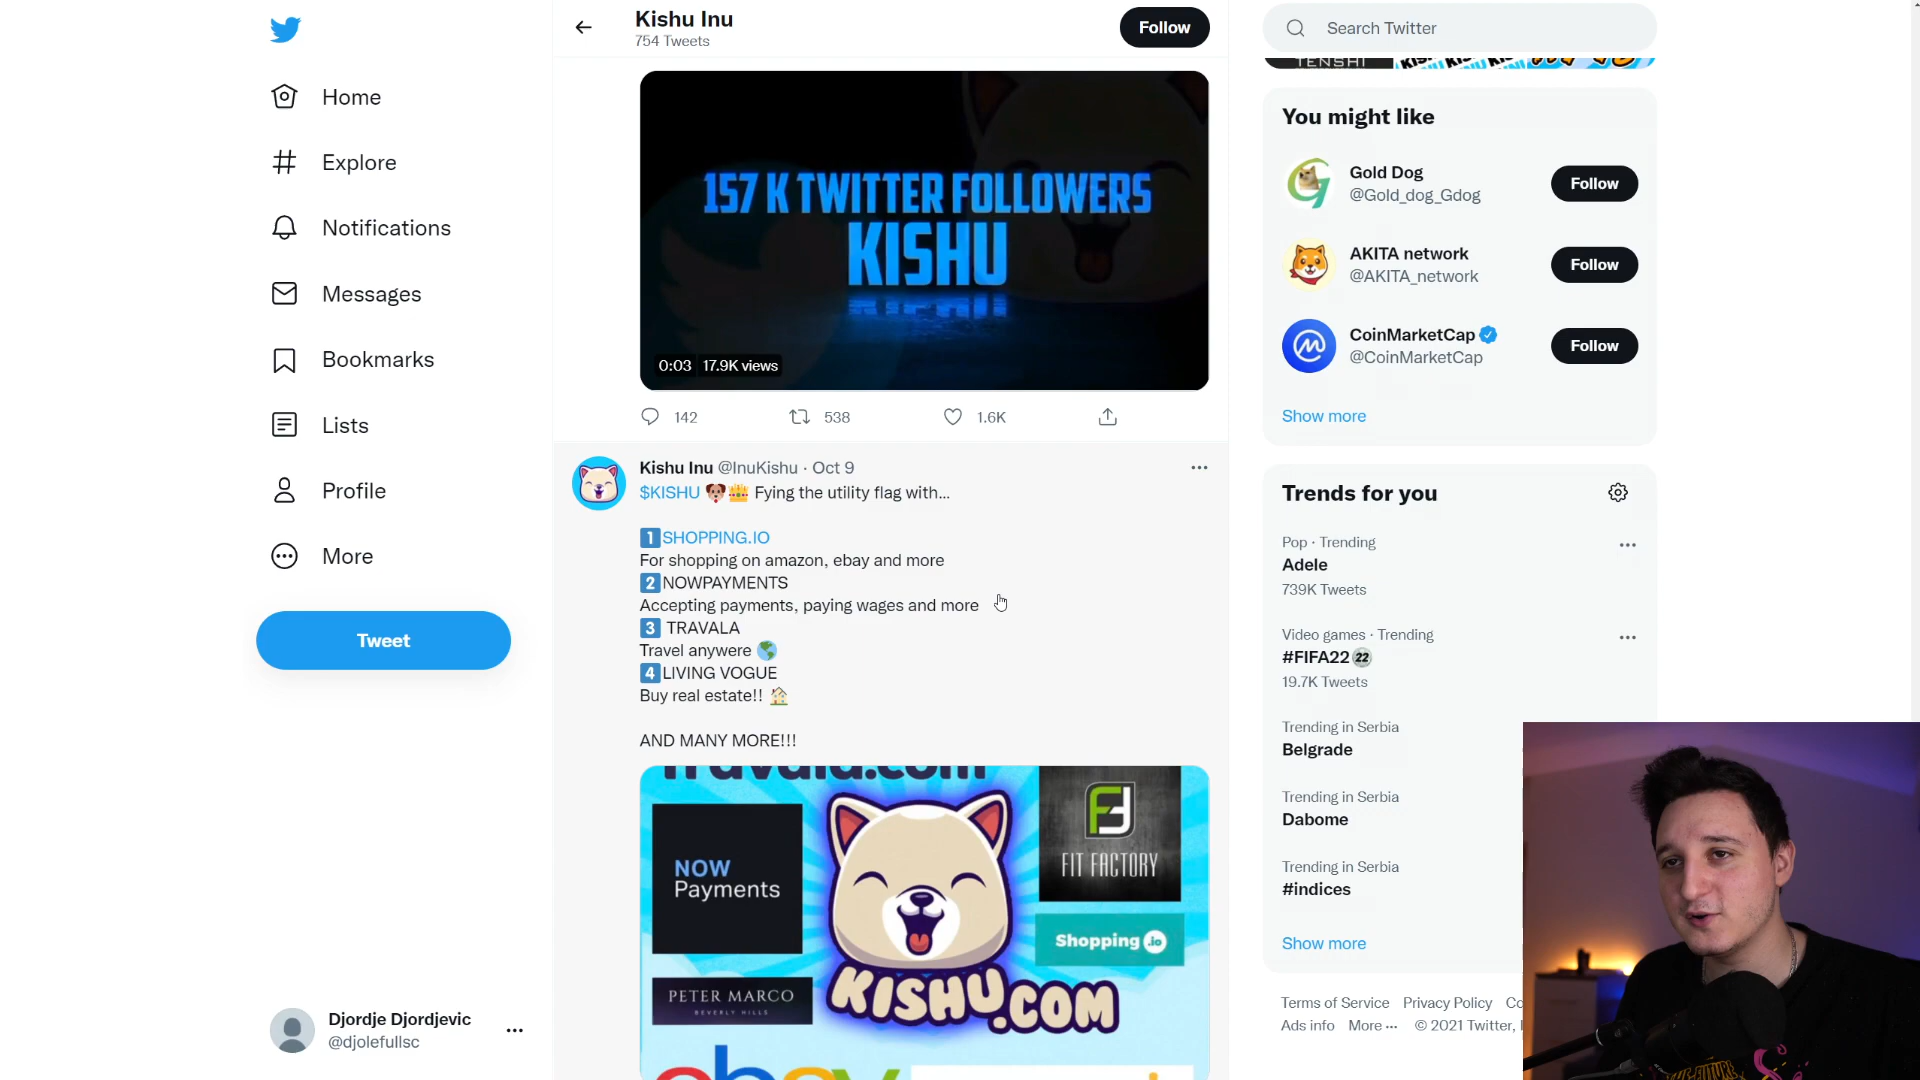 Home
Explore
Notifications
Messages
Bookmarks
Lists
Profile
More
Tweet
Djordje Djordjevic
@djolefullsc
Kishu Inu
754 Tweets
Follow
157 K TWITTER FOLLOWERS
KISHU
0:03 17.9K views
142 538 1.6K
Kishu Inu @InuKishu · Oct 9
$KISHU 🐶👑 Fying the utility flag with...
1️⃣SHOPPING.IO
For shopping on amazon, ebay and more
2️⃣NOWPAYMENTS
Accepting payments, paying wages and more
3️⃣ TRAVALA
Travel anywere 🌎
4️⃣LIVING VOGUE
Buy real estate!! 🏠
AND MANY MORE!!!
Travala.com
NOW
Payments
FIT FACTORY
Shopping.io
PETER MARCO
BEVERLY HILLS
KISHU.COM
ebay
Search Twitter
TENSHI
You might like
Gold Dog
@Gold_dog_Gdog
Follow
AKITA network
@AKITA_network
Follow
CoinMarketCap
@CoinMarketCap
Follow
Show more
Trends for you
Pop · Trending
Adele
739K Tweets
Video games · Trending
#FIFA22
19.7K Tweets
Trending in Serbia
Belgrade
Trending in Serbia
Dabome
Trending in Serbia
#indices
Show more
Terms of Service Privacy Policy
Ads info More ··· © 2021 Twitter,